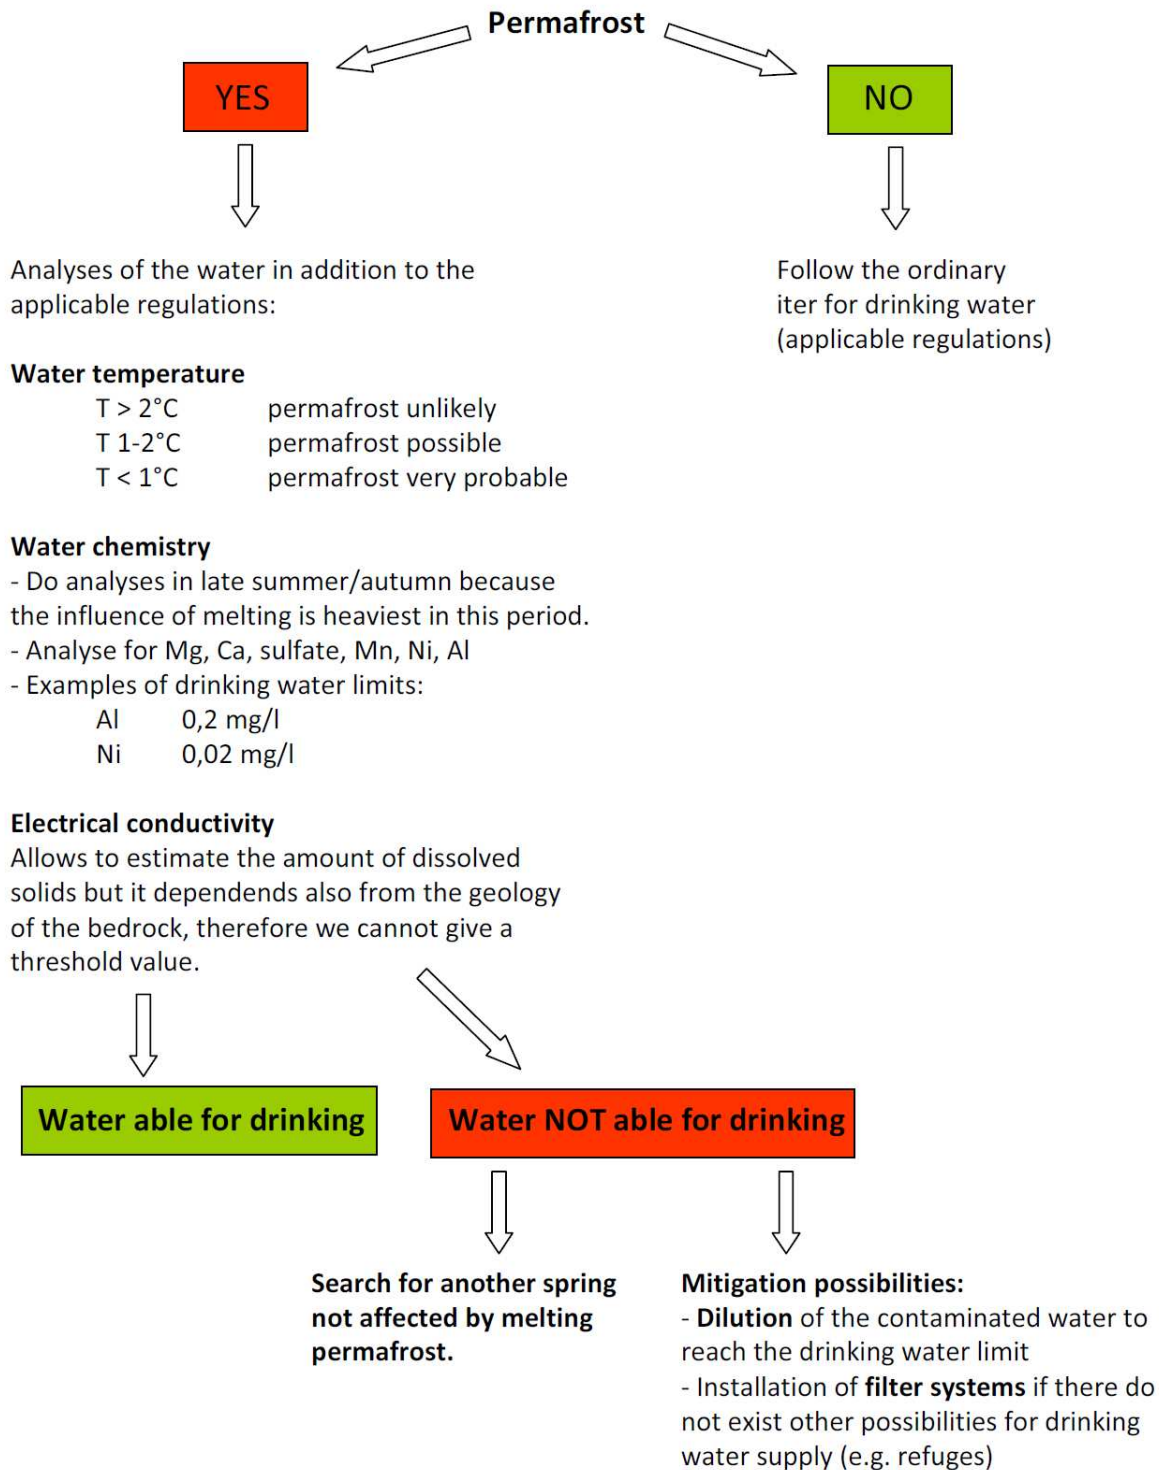 Permafrost
YES
NO
Analyses of the water in addition to the
applicable regulations:
Follow the ordinary
iter for drinking water
(applicable regulations)
Water temperature
T > 2°C permafrost unlikely
T 1-2°C permafrost possible
T < 1°C permafrost very probable
Water chemistry
- Do analyses in late summer/autumn because
the influence of melting is heaviest in this period.
- Analyse for Mg, Ca, sulfate, Mn, Ni, Al
- Examples of drinking water limits:
Al 0,2 mg/l
Ni 0,02 mg/l
Electrical conductivity
Allows to estimate the amount of dissolved
solids but it dependends also from the geology
of the bedrock, therefore we cannot give a
threshold value.
Water able for drinking
Water NOT able for drinking
Search for another spring
not affected by melting
permafrost.
Mitigation possibilities:
- Dilution of the contaminated water to
reach the drinking water limit
- Installation of filter systems if there do
not exist other possibilities for drinking
water supply (e.g. refuges)